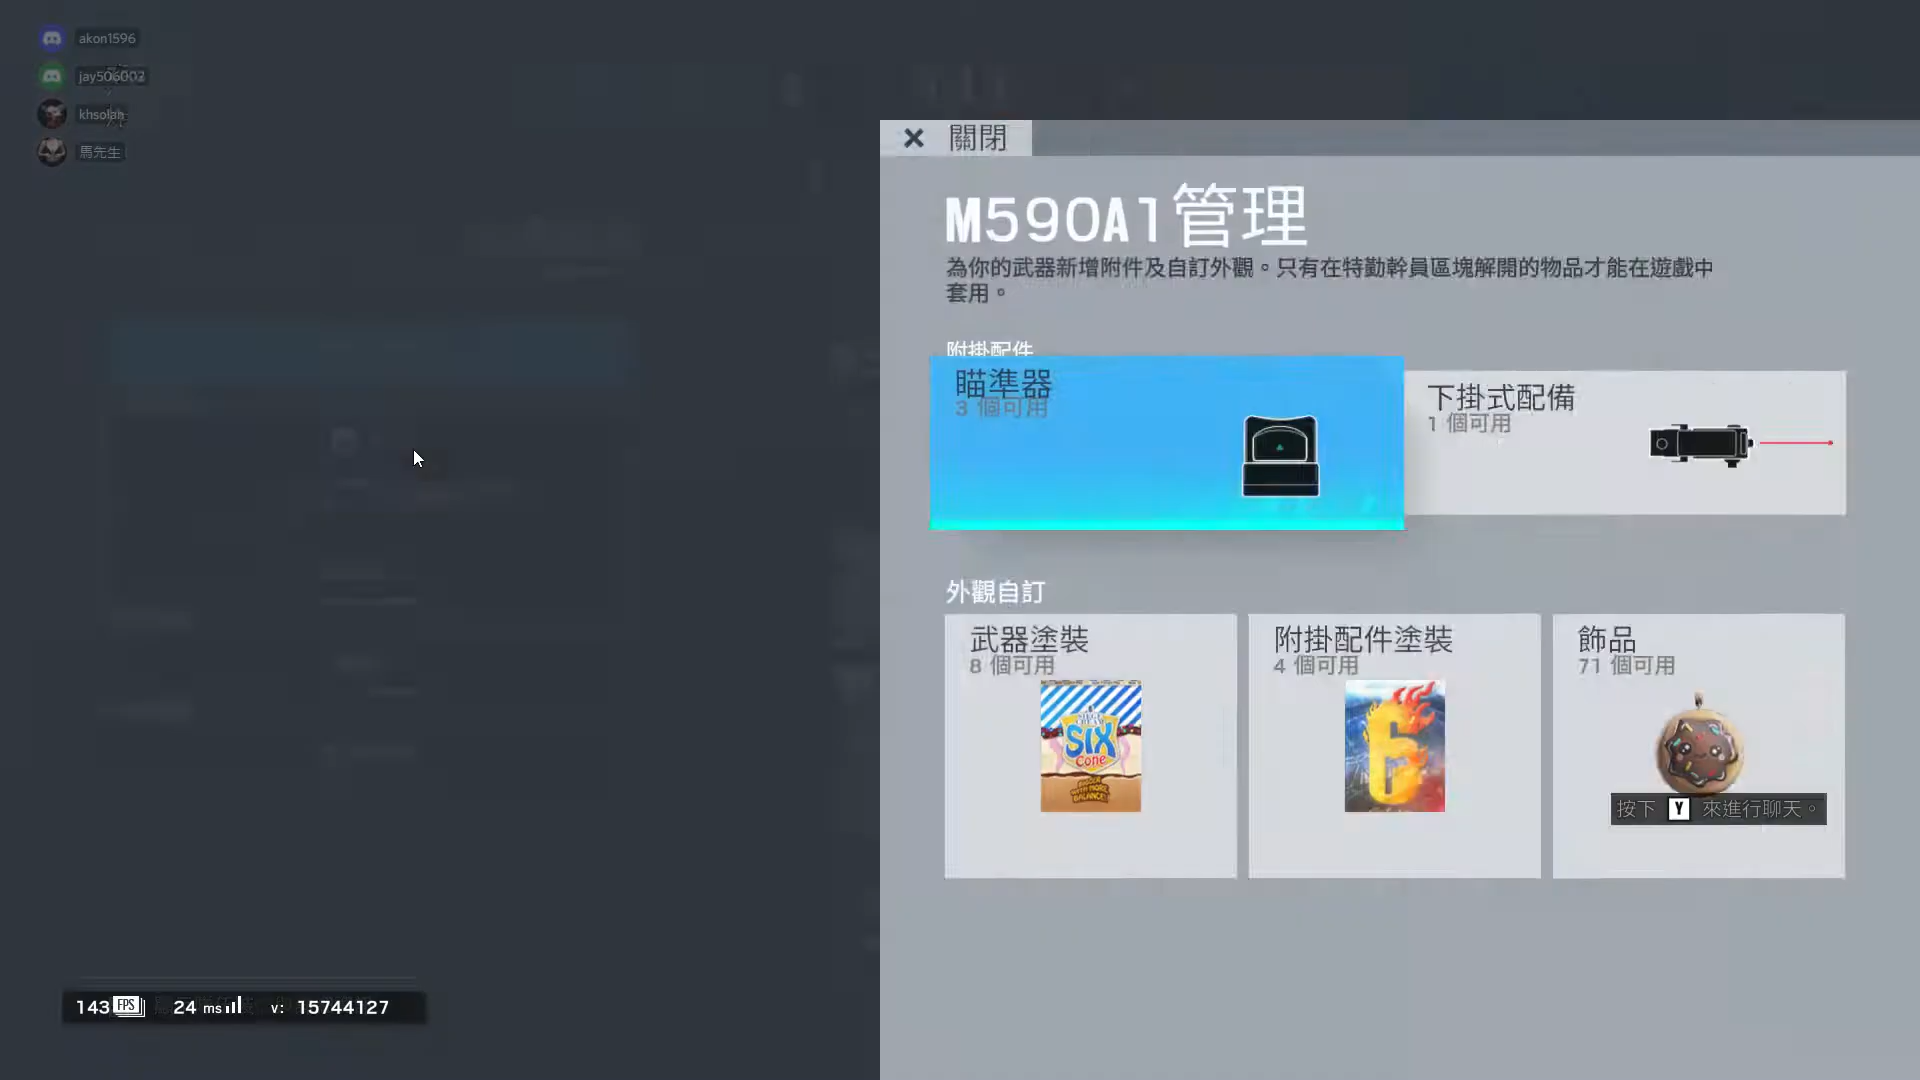 akon1596
jay506002
khsolah
馬先生
關閉
M590A1管理
為你的武器新增附件及自訂外觀。只有在特勤幹員區塊解開的物品才能在遊戲中
套用。
附掛配件
瞄準器
3 個可用
下掛式配備
1 個可用
外觀自訂
武器塗裝
8 個可用
附掛配件塗裝
4 個可用
飾品
71 個可用
SIX
Cone
BIGGER
WITH MORE
BALANCE!
6
按下 Y 來進行聊天。
143 FPS 24 ms v: 15744127